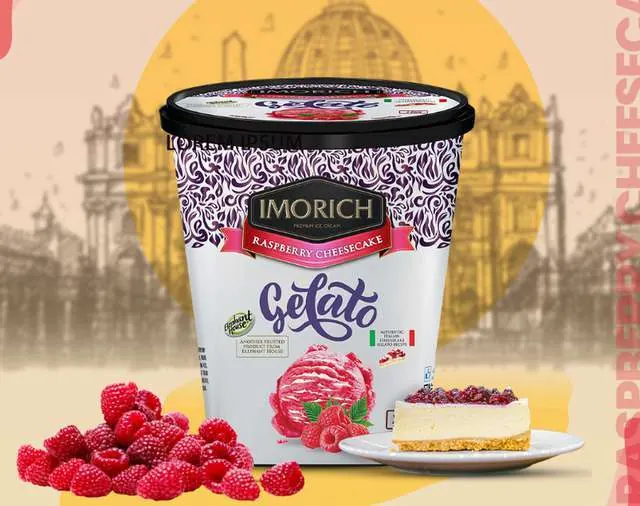 Gelato
LOREM IPSUM
IMORICH
PREMIUM ICE CREAM
RASPBERRY CHEESECAKE
Gelato
Elephant House
ANOTHER TRUSTED
PRODUCT FROM
ELEPHANT HOUSE
AUTHENTIC
ITALIAN
CHEESECAKE
GELATO RECIPE
RASPBERRY CHEESECA